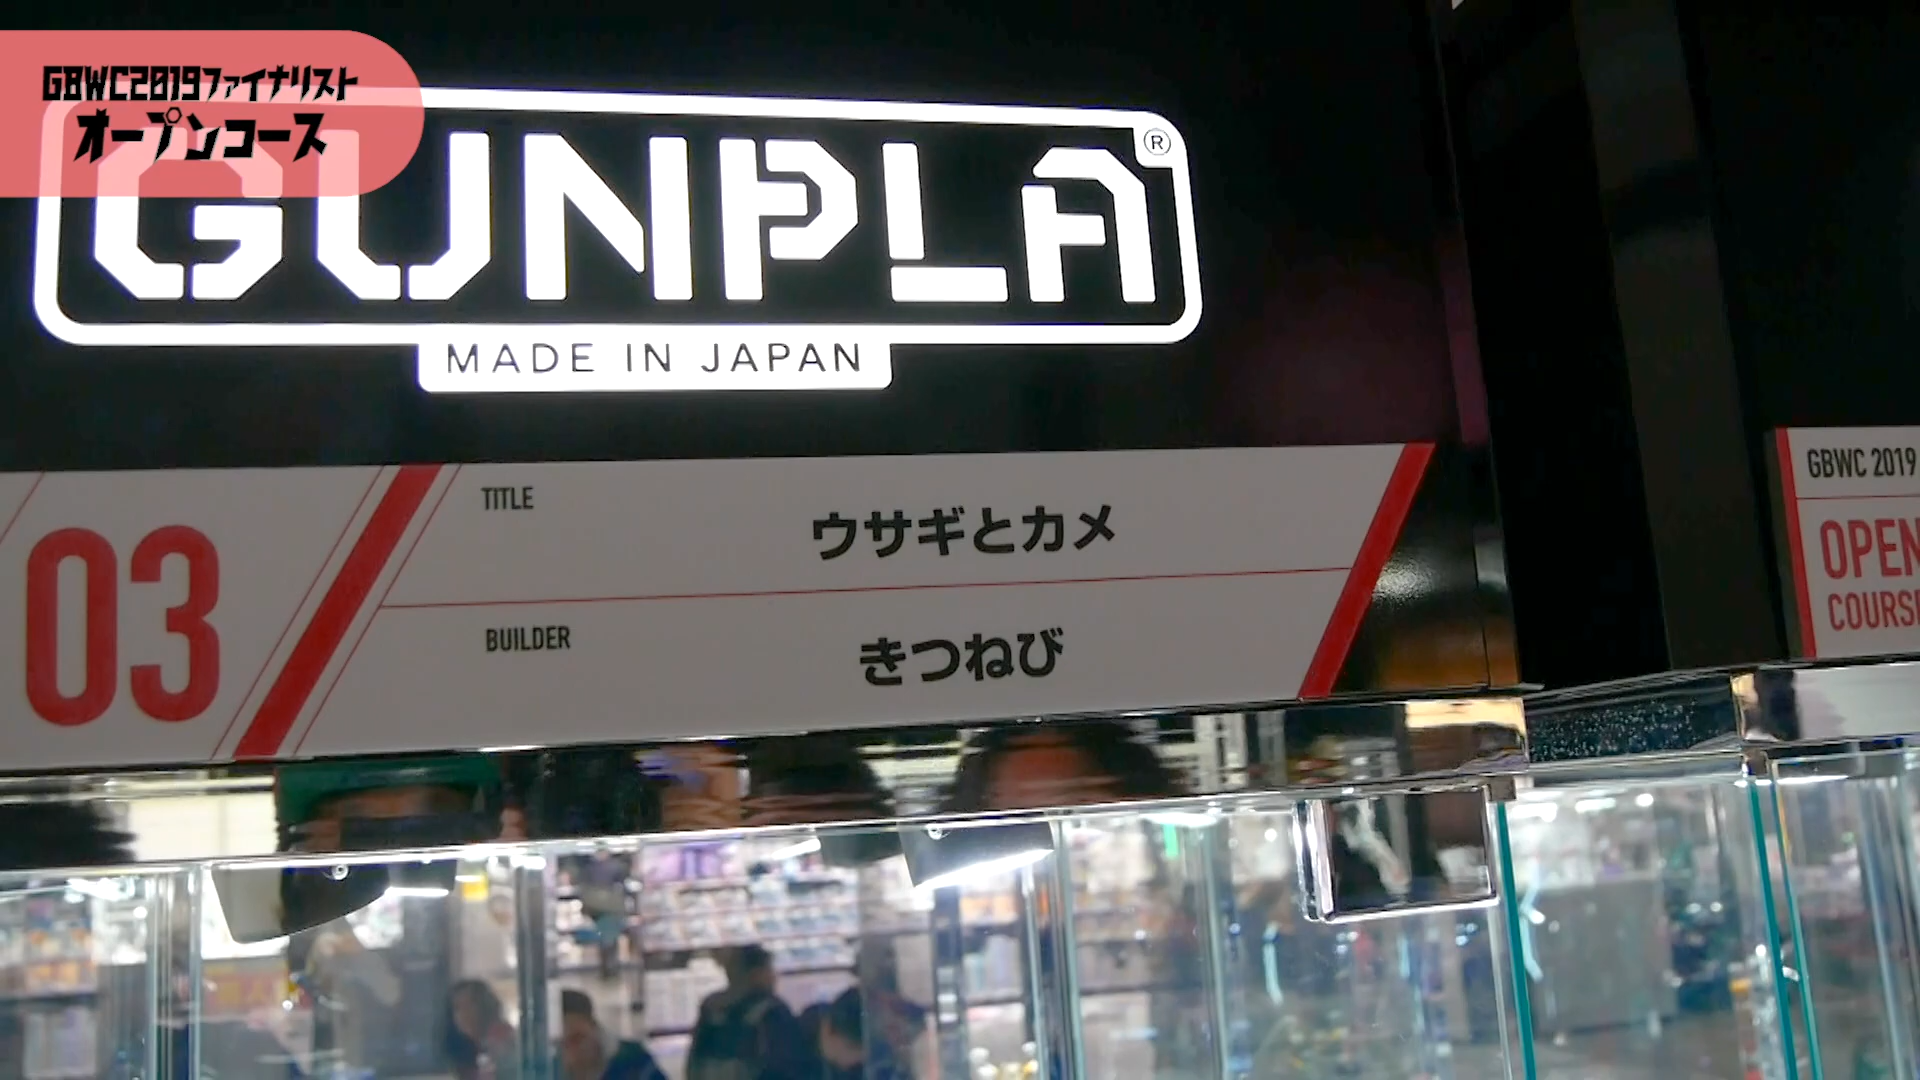 GBWC2019ファイナリスト
オープンコース
GUNPLA®
MADE IN JAPAN
03
TITLE
ウサギとカメ
BUILDER
きつねび
GBWC 2019
OPEN
COURSE